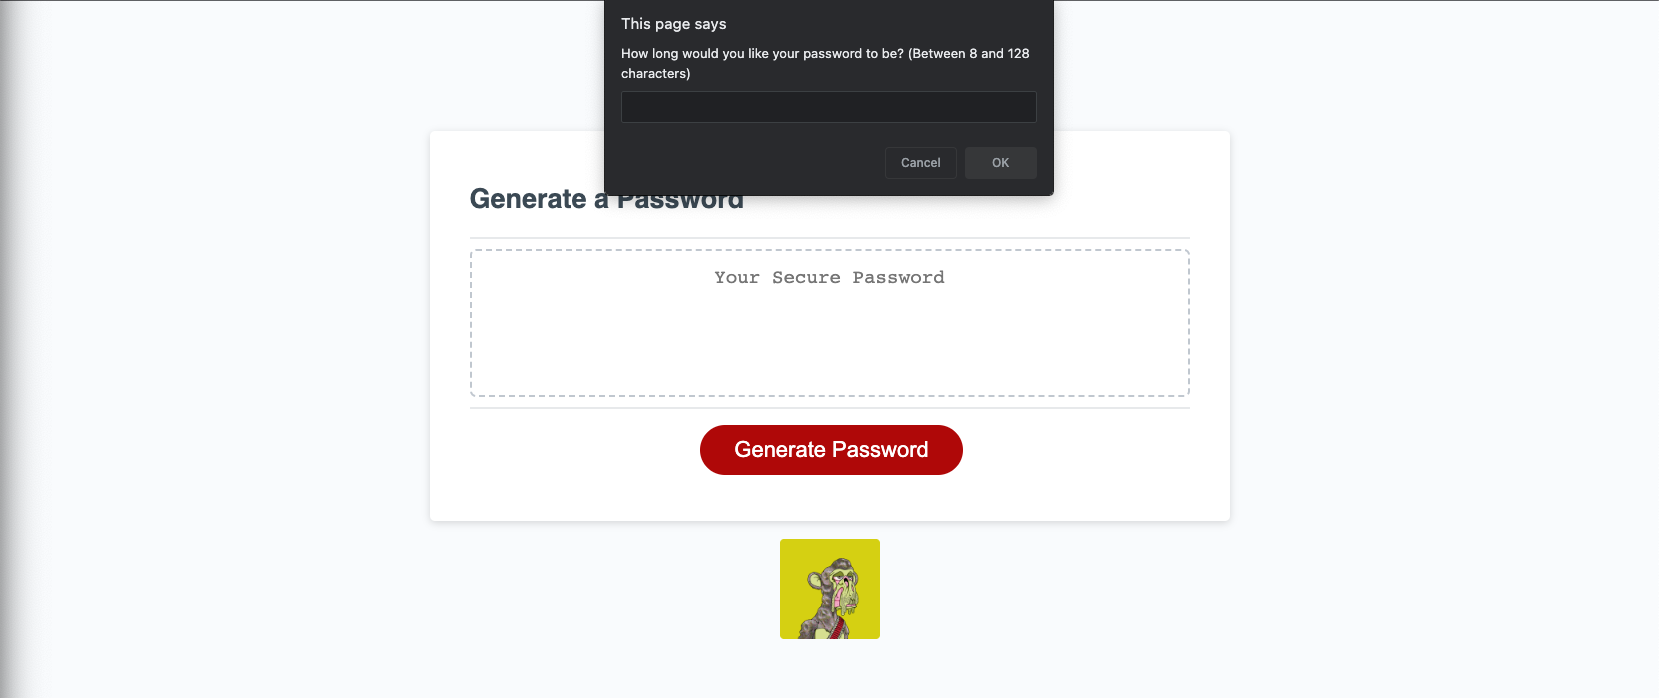 This page says
How long would you like your password to be? (Between 8 and 128
characters)
Cancel
OK
Generate a Password
Your Secure Password
Generate Password